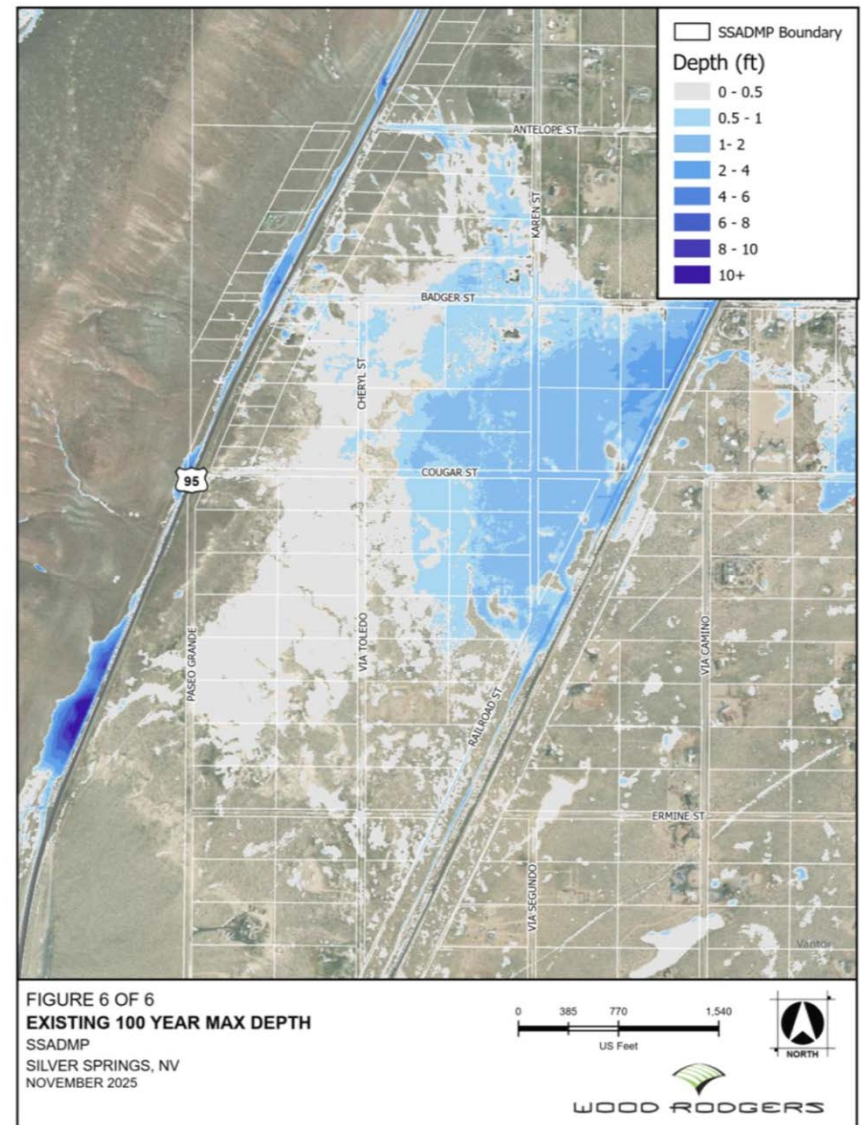 SSADMP Boundary
Depth (ft)
0 - 0.5
0.5 - 1
1- 2
2 - 4
4 - 6
6 - 8
8 - 10
10+
ANTELOPE ST
KAREN ST
BADGER ST
CHERYL ST
COUGAR ST
95
PASEO GRANDE
VIA TOLEDO
VIA CAMINO
RAILROAD ST
ERMINE ST
VIA SEGUNDO
Vantor
FIGURE 6 OF 6
EXISTING 100 YEAR MAX DEPTH
SSADMP
SILVER SPRINGS, NV
NOVEMBER 2025
0 385 770 1,540
US Feet
NORTH
WOOD RODGERS